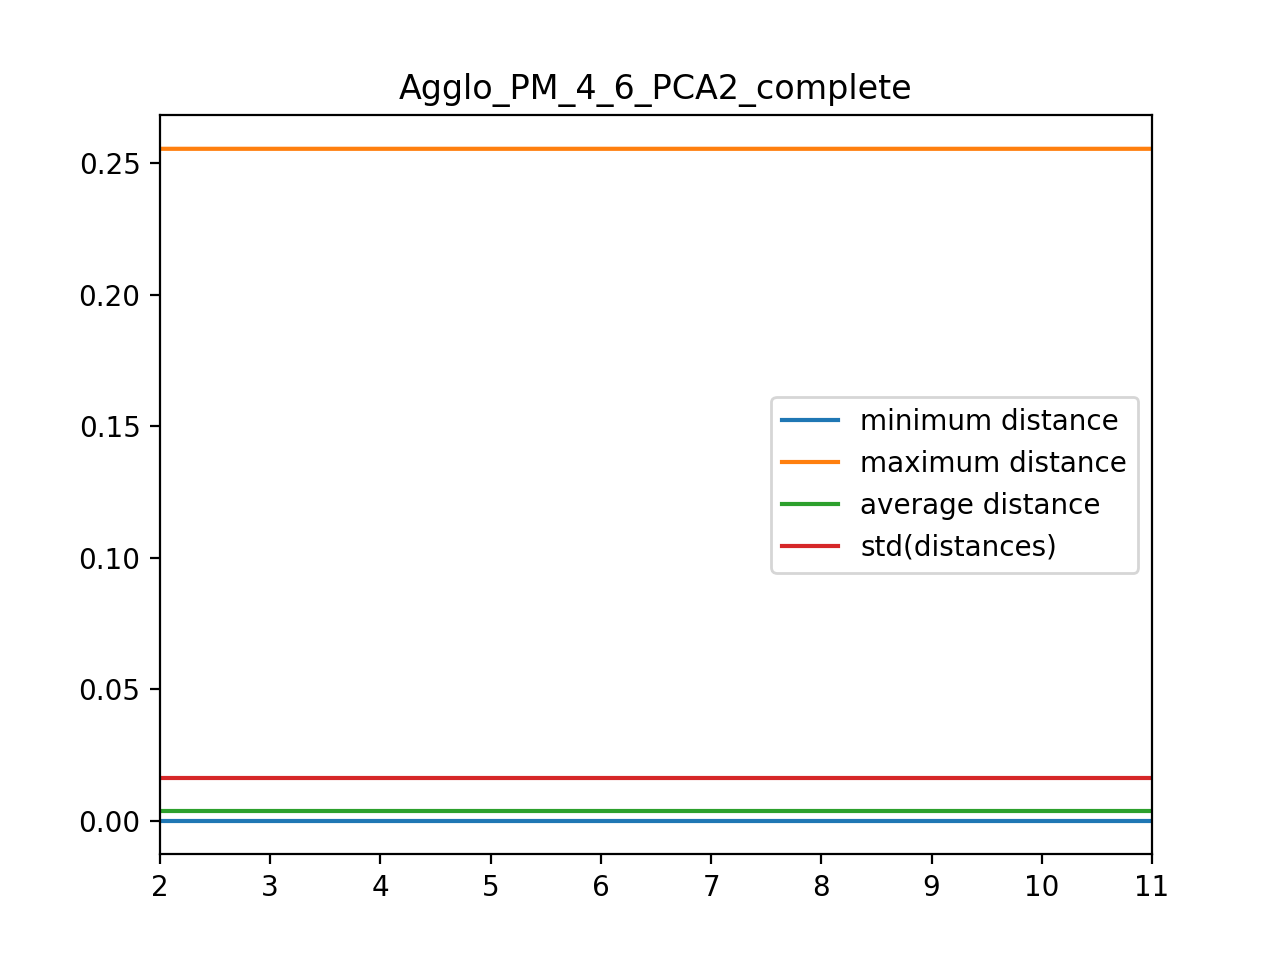 Agglo_PM_4_6_PCA2_complete
0.25
0.20
0.15
0.10
0.05
0.00
minimum distance
maximum distance
average distance
std(distances)
2 3 4 5 6 7 8 9 10 11